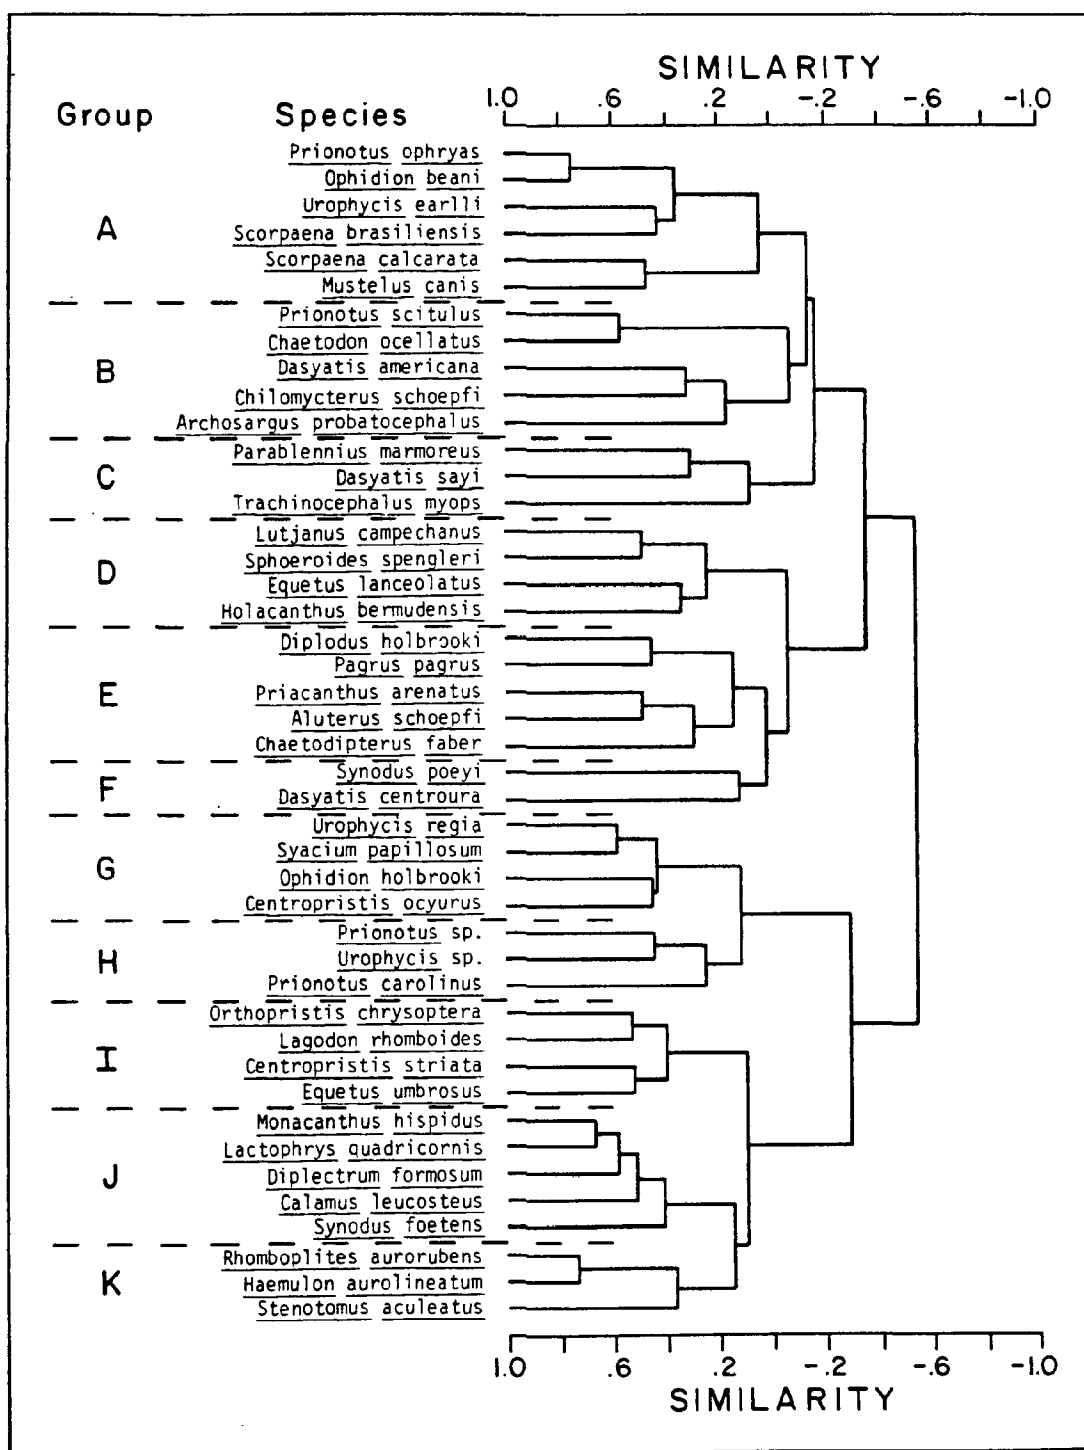 SIMILARITY
Group Species 1.0 .6 .2 -.2 -.6 -1.0
Prionotus ophryas
Ophidion beani
Urophycis earlli
A
Scorpaena brasiliensis
Scorpaena calcarata
Mustelus canis
Prionotus scitulus
Chaetodon ocellatus
B Dasyatis americana
Chilomycterus schoepfi
Archosargus probatocephalus
Parablennius marmoreus
C Dasyatis sayi
Trachinocephalus myops
Lutjanus campechanus
Sphoeroides spengleri
D
Equetus lanceolatus
Holacanthus bermudensis
Diplodus holbrooki
Pagrus pagrus
E Priacanthus arenatus
Aluterus schoepfi
Chaetodipterus faber
Synodus poeyi
F
Dasyatis centroura
Urophycis regia
Syacium papillosum
G
Ophidion holbrooki
Centropristis ocyurus
Prionotus sp.
H Urophycis sp.
Prionotus carolinus
Orthopristis chrysoptera
Lagodon rhomboides
I
Centropristis striata
Equetus umbrosus
Monacanthus hispidus
Lactophrys quadricornis
J Diplectrum formosum
Calamus leucosteus
Synodus foetens
Rhomboplites aurorubens
K Haemulon aurolineatum
Stenotomus aculeatus
1.0 .6 .2 -.2 -.6 -1.0
SIMILARITY